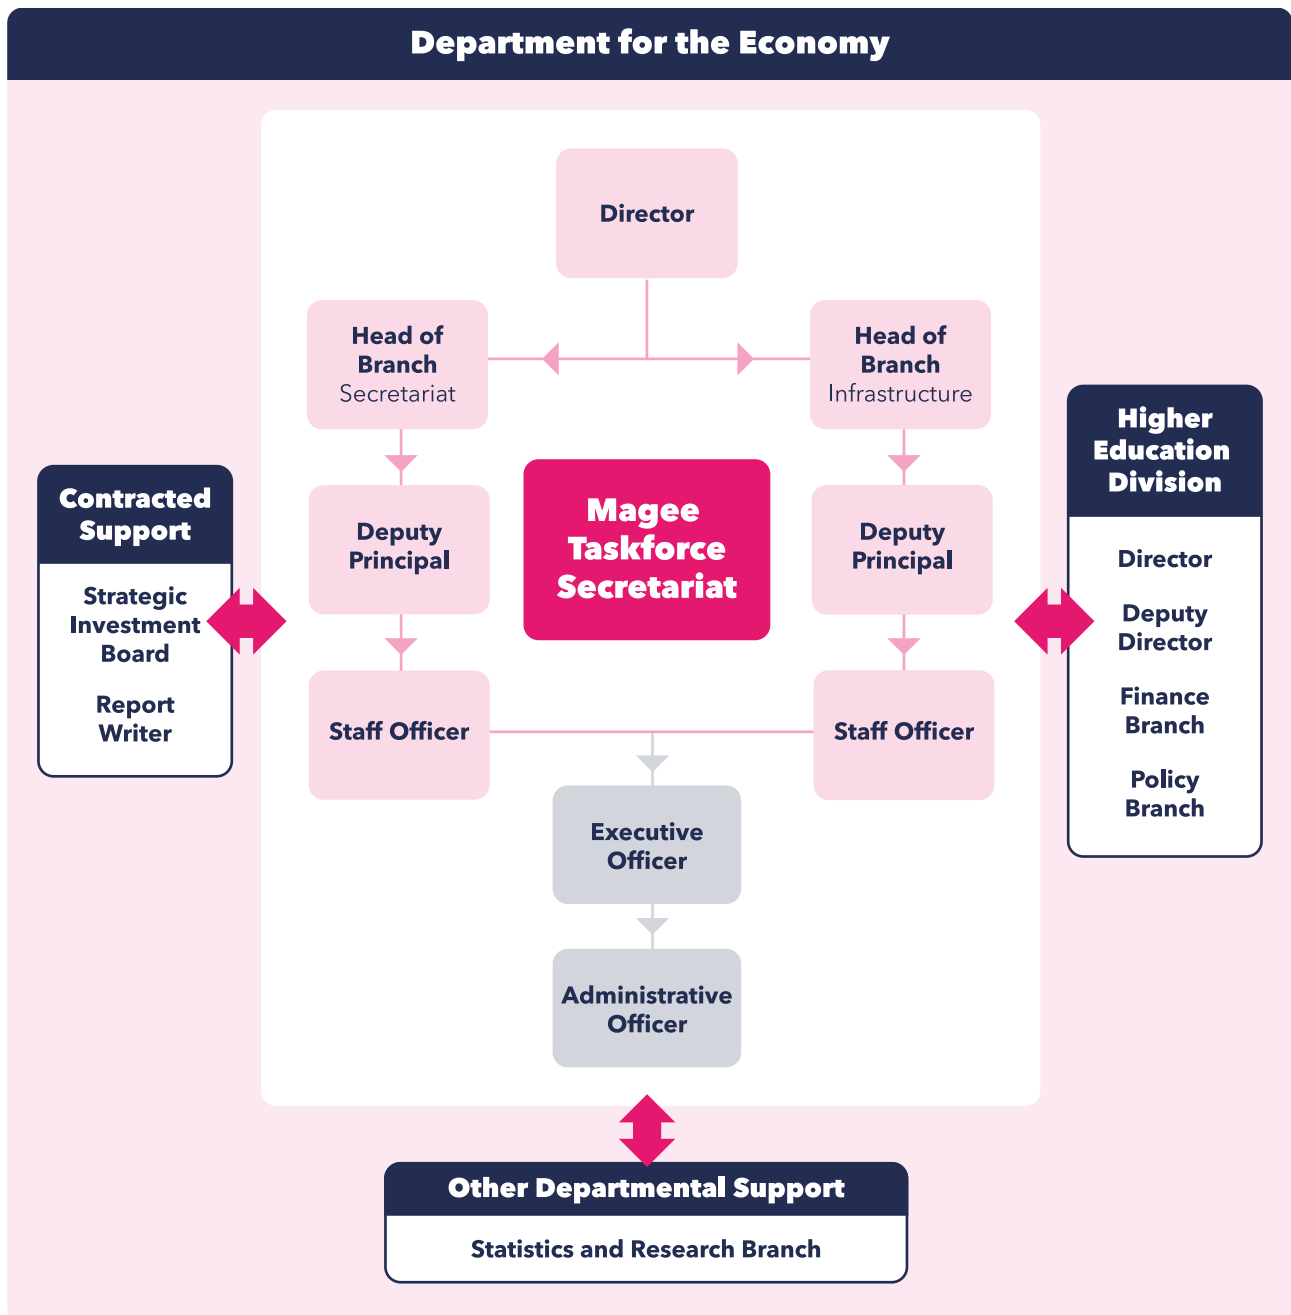 Department for the Economy
Director
Head of
Branch
Secretariat
Head of
Branch
Infrastructure
Deputy
Principal
Magee
Taskforce
Secretariat
Deputy
Principal
Staff Officer
Staff Officer
Executive
Officer
Administrative
Officer
Contracted
Support
Strategic
Investment
Board
Report
Writer
Higher
Education
Division
Director
Deputy
Director
Finance
Branch
Policy
Branch
Other Departmental Support
Statistics and Research Branch